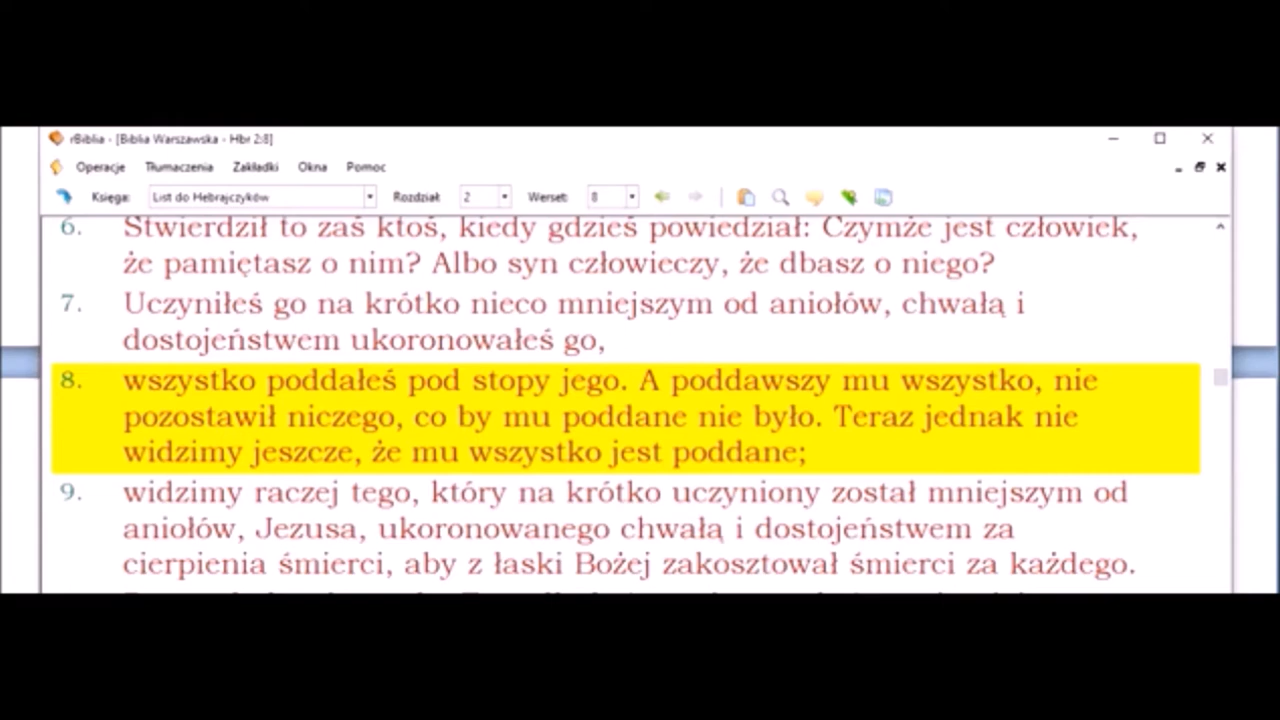 rBiblia - [Biblia Warszawska - Hbr 2:8]
Operacje Tłumaczenia Zakładki Okna Pomoc
Księga: List do Hebrajczyków Rozdział: 2 Werset: 8
6. Stwierdził to zaś ktoś, kiedy gdzieś powiedział: Czymże jest człowiek,
że pamiętasz o nim? Albo syn człowieczy, że dbasz o niego?
7. Uczyniłeś go na krótko nieco mniejszym od aniołów, chwałą i
dostojeństwem ukoronowałeś go,
8. wszystko poddałeś pod stopy jego. A poddawszy mu wszystko, nie
pozostawił niczego, co by mu poddane nie było. Teraz jednak nie
widzimy jeszcze, że mu wszystko jest poddane;
9. widzimy raczej tego, który na krótko uczyniony został mniejszym od
aniołów, Jezusa, ukoronowanego chwałą i dostojeństwem za
cierpienia śmierci, aby z łaski Bożej zakosztował śmierci za każdego.